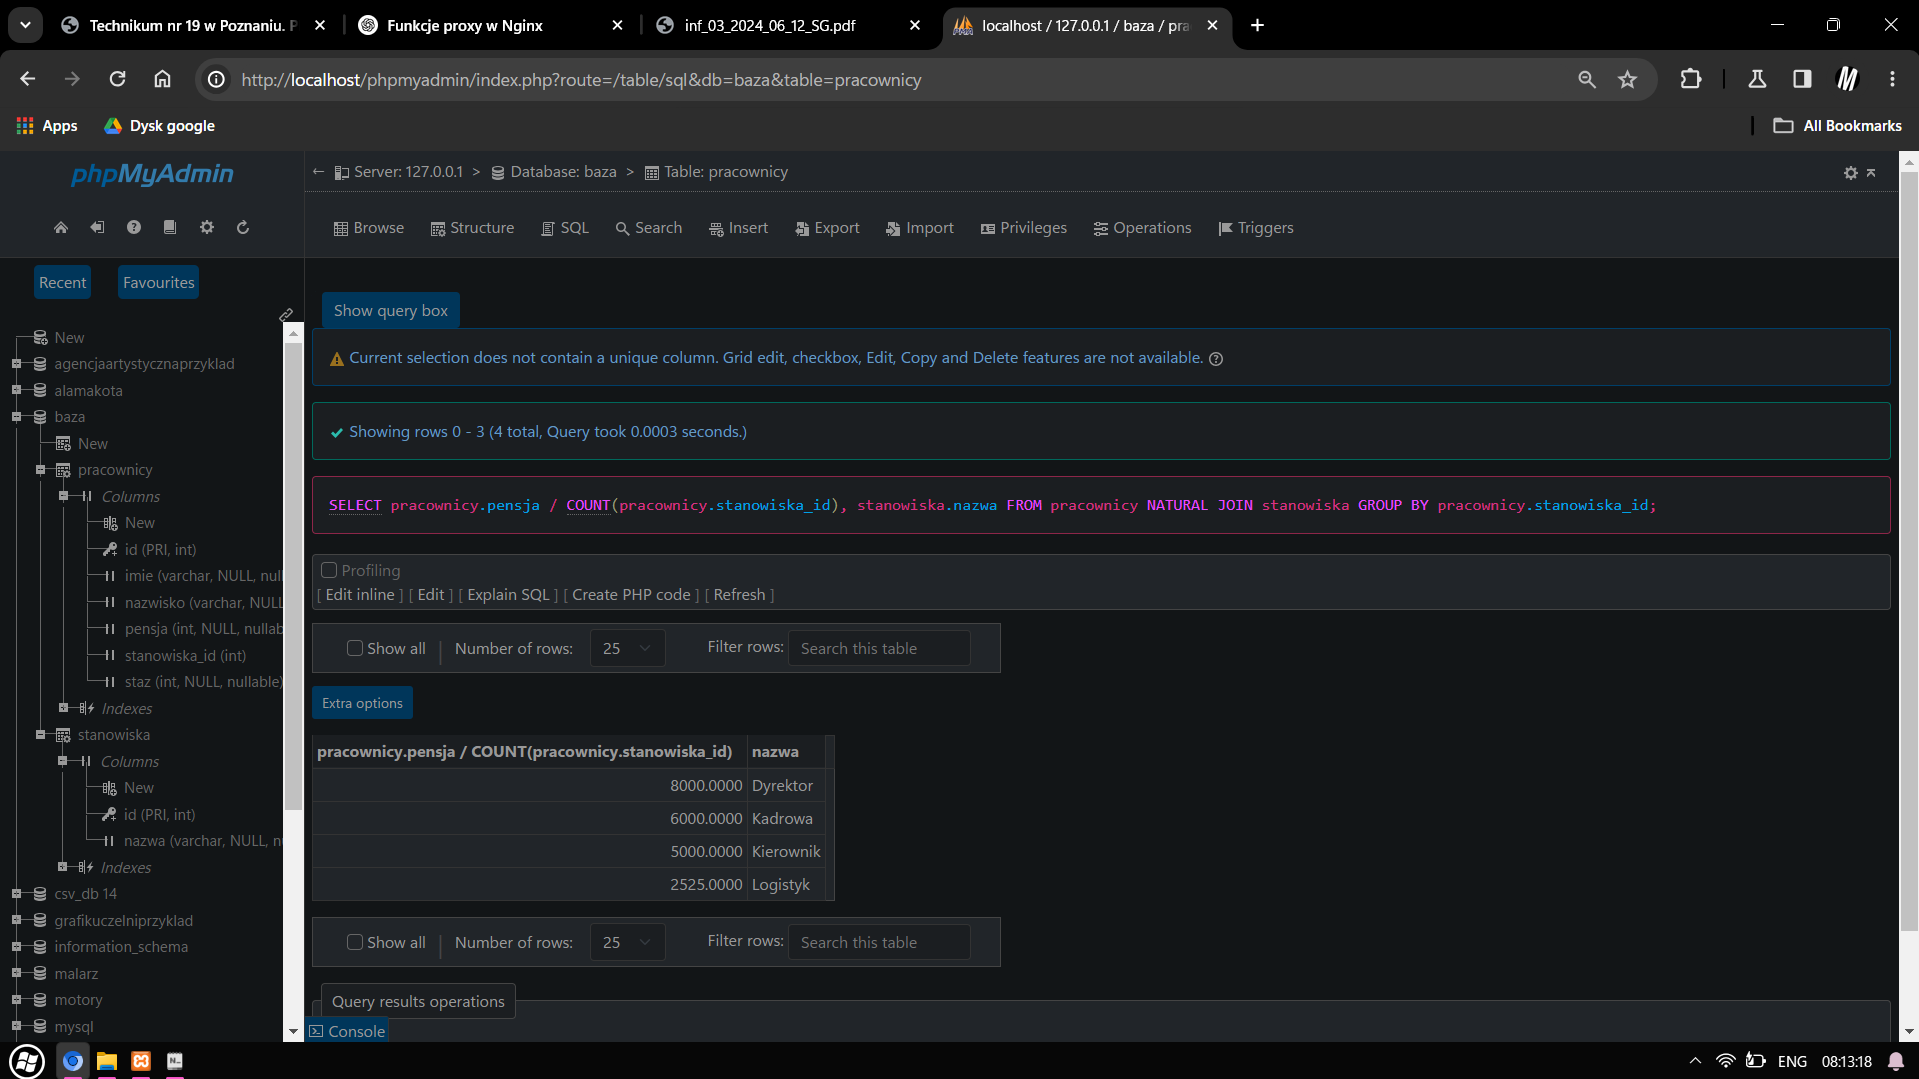 Technikum nr 19 w Poznaniu. P
Funkcje proxy w Nginx
inf_03_2024_06_12_SG.pdf
localhost / 127.0.0.1 / baza / pra
http://localhost/phpmyadmin/index.php?route=/table/sql&db=baza&table=pracownicy
Apps
Dysk google
All Bookmarks
phpMyAdmin
Server: 127.0.0.1 > Database: baza > Table: pracownicy
Browse Structure SQL Search Insert Export Import Privileges Operations Triggers
Recent Favourites
New
agencjaartystycznaprzyklad
alamakota
baza
New
pracownicy
Columns
New
id (PRI, int)
imie (varchar, NULL, null
nazwisko (varchar, NULL
pensja (int, NULL, nullab
stanowiska_id (int)
staz (int, NULL, nullable)
Indexes
stanowiska
Columns
New
id (PRI, int)
nazwa (varchar, NULL, nu
Indexes
csv_db 14
grafikuczelniprzyklad
information_schema
malarz
motory
mysql
Show query box
Current selection does not contain a unique column. Grid edit, checkbox, Edit, Copy and Delete features are not available.
Showing rows 0 - 3 (4 total, Query took 0.0003 seconds.)
SELECT pracownicy.pensja / COUNT(pracownicy.stanowiska_id), stanowiska.nazwa FROM pracownicy NATURAL JOIN stanowiska GROUP BY pracownicy.stanowiska_id;
Profiling
[ Edit inline ] [ Edit ] [ Explain SQL ] [ Create PHP code ] [ Refresh ]
Show all | Number of rows: 25 Filter rows: Search this table
Extra options
pracownicy.pensja / COUNT(pracownicy.stanowiska_id) nazwa
8000.0000 Dyrektor
6000.0000 Kadrowa
5000.0000 Kierownik
2525.0000 Logistyk
Show all | Number of rows: 25 Filter rows: Search this table
Query results operations
Console
ENG 08:13:18